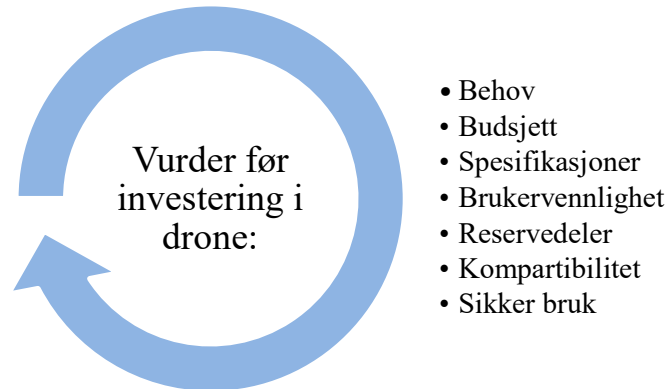 Vurder før
investering i
drone:
• Behov
• Budsjett
• Spesifikasjoner
• Brukervennlighet
• Reservedeler
• Kompartibilitet
• Sikker bruk